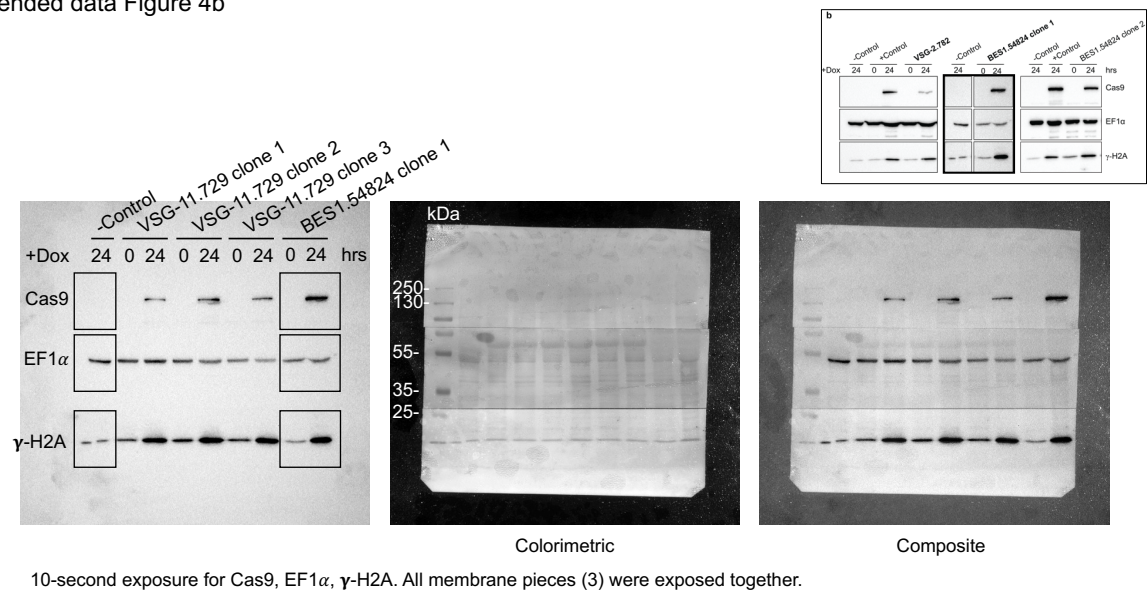 ended data Figure 4b
b
-Control +Control VSG-2.782 -Control BES1.54824 clone 1 -Control +Control BES1.54824 clone 2
+Dox 24 24 0 24 24 0 24 24 24 0 24 hrs
Cas9
EF1α
γ-H2A
-Control VSG-11.729 clone 1 VSG-11.729 clone 2 VSG-11.729 clone 3 BES1.54824 clone 1
+Dox 24 0 24 0 24 0 24 0 24 hrs
Cas9
EF1α
γ-H2A
kDa
250-
130-
55-
35-
25-
Colorimetric
Composite
10-second exposure for Cas9, EF1α, γ-H2A. All membrane pieces (3) were exposed together.